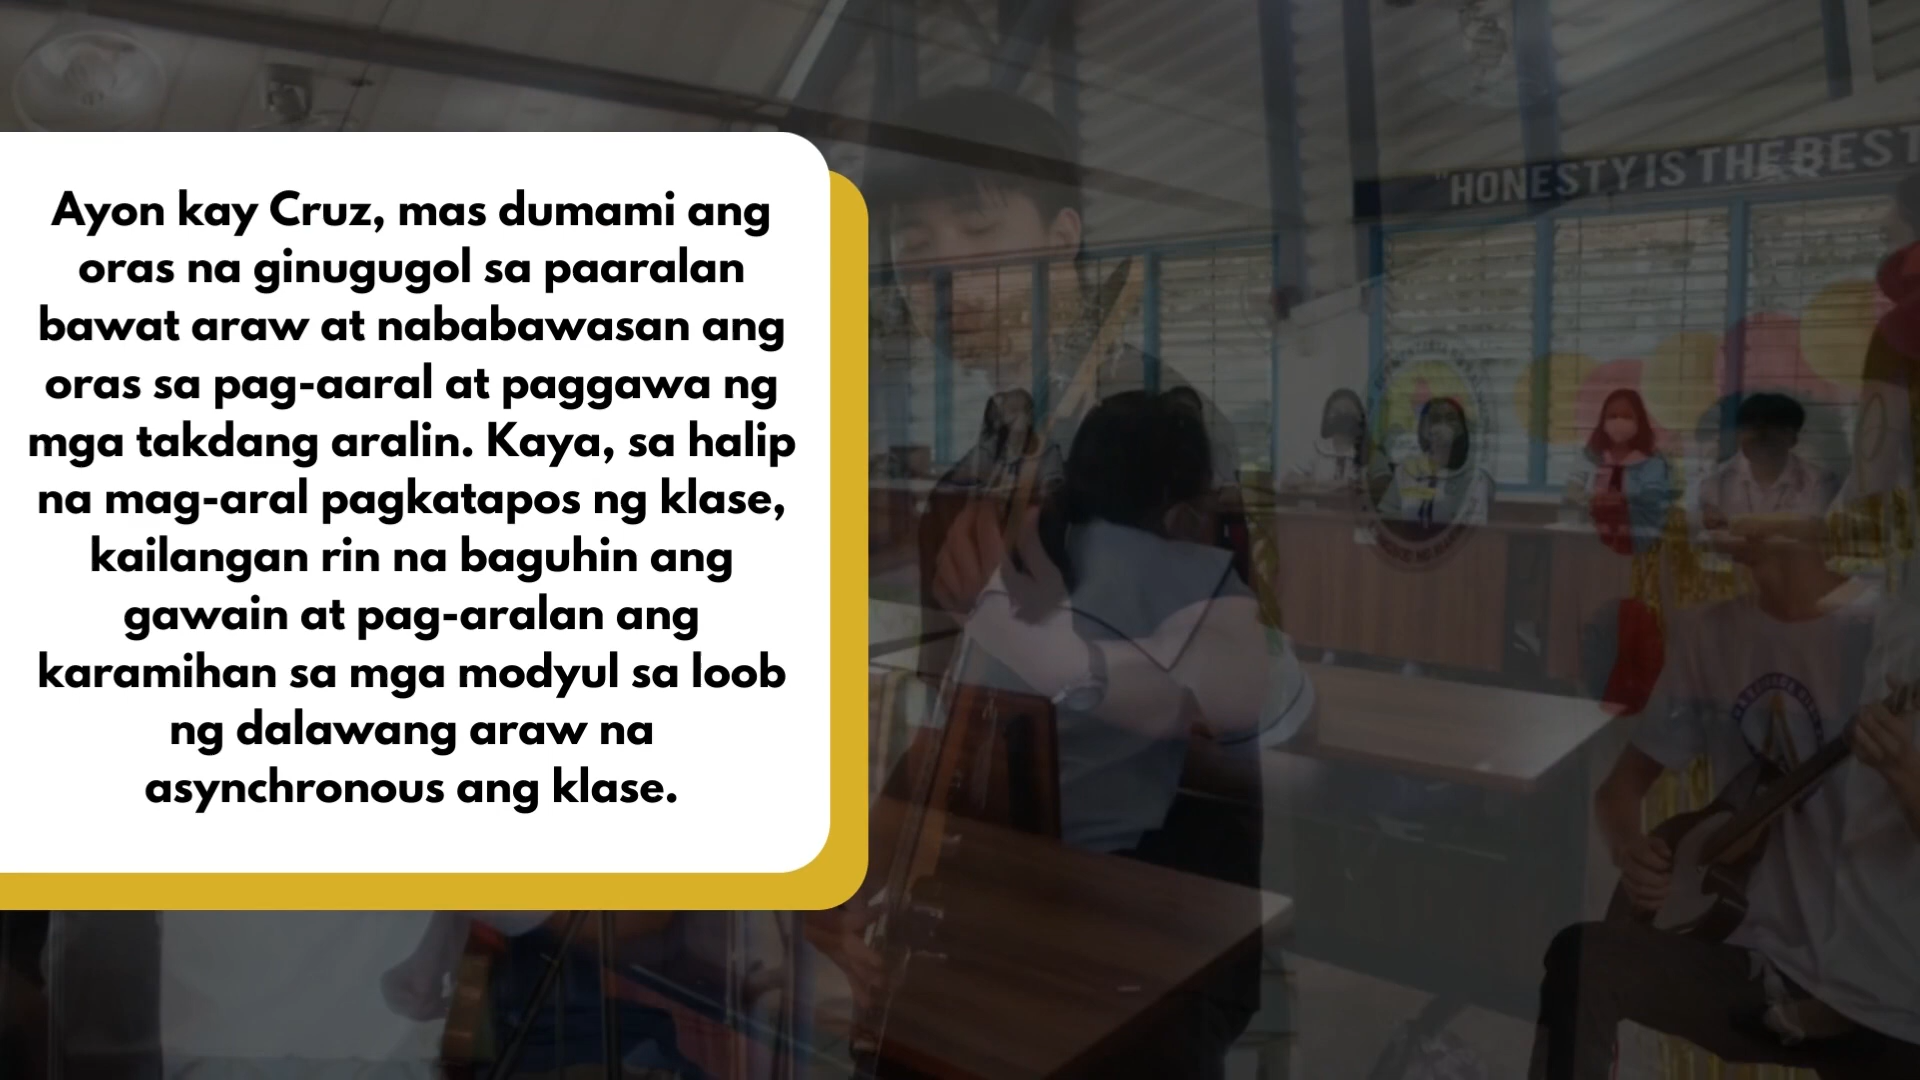 Ayon kay Cruz, mas dumami ang
oras na ginugugol sa paaralan
bawat araw at nababawasan ang
oras sa pag-aaral at paggawa ng
mga takdang aralin. Kaya, sa halip
na mag-aral pagkatapos ng klase,
kailangan rin na baguhin ang
gawain at pag-aralan ang
karamihan sa mga modyul sa loob
ng dalawang araw na
asynchronous ang klase.
"HONESTY IS THE BEST